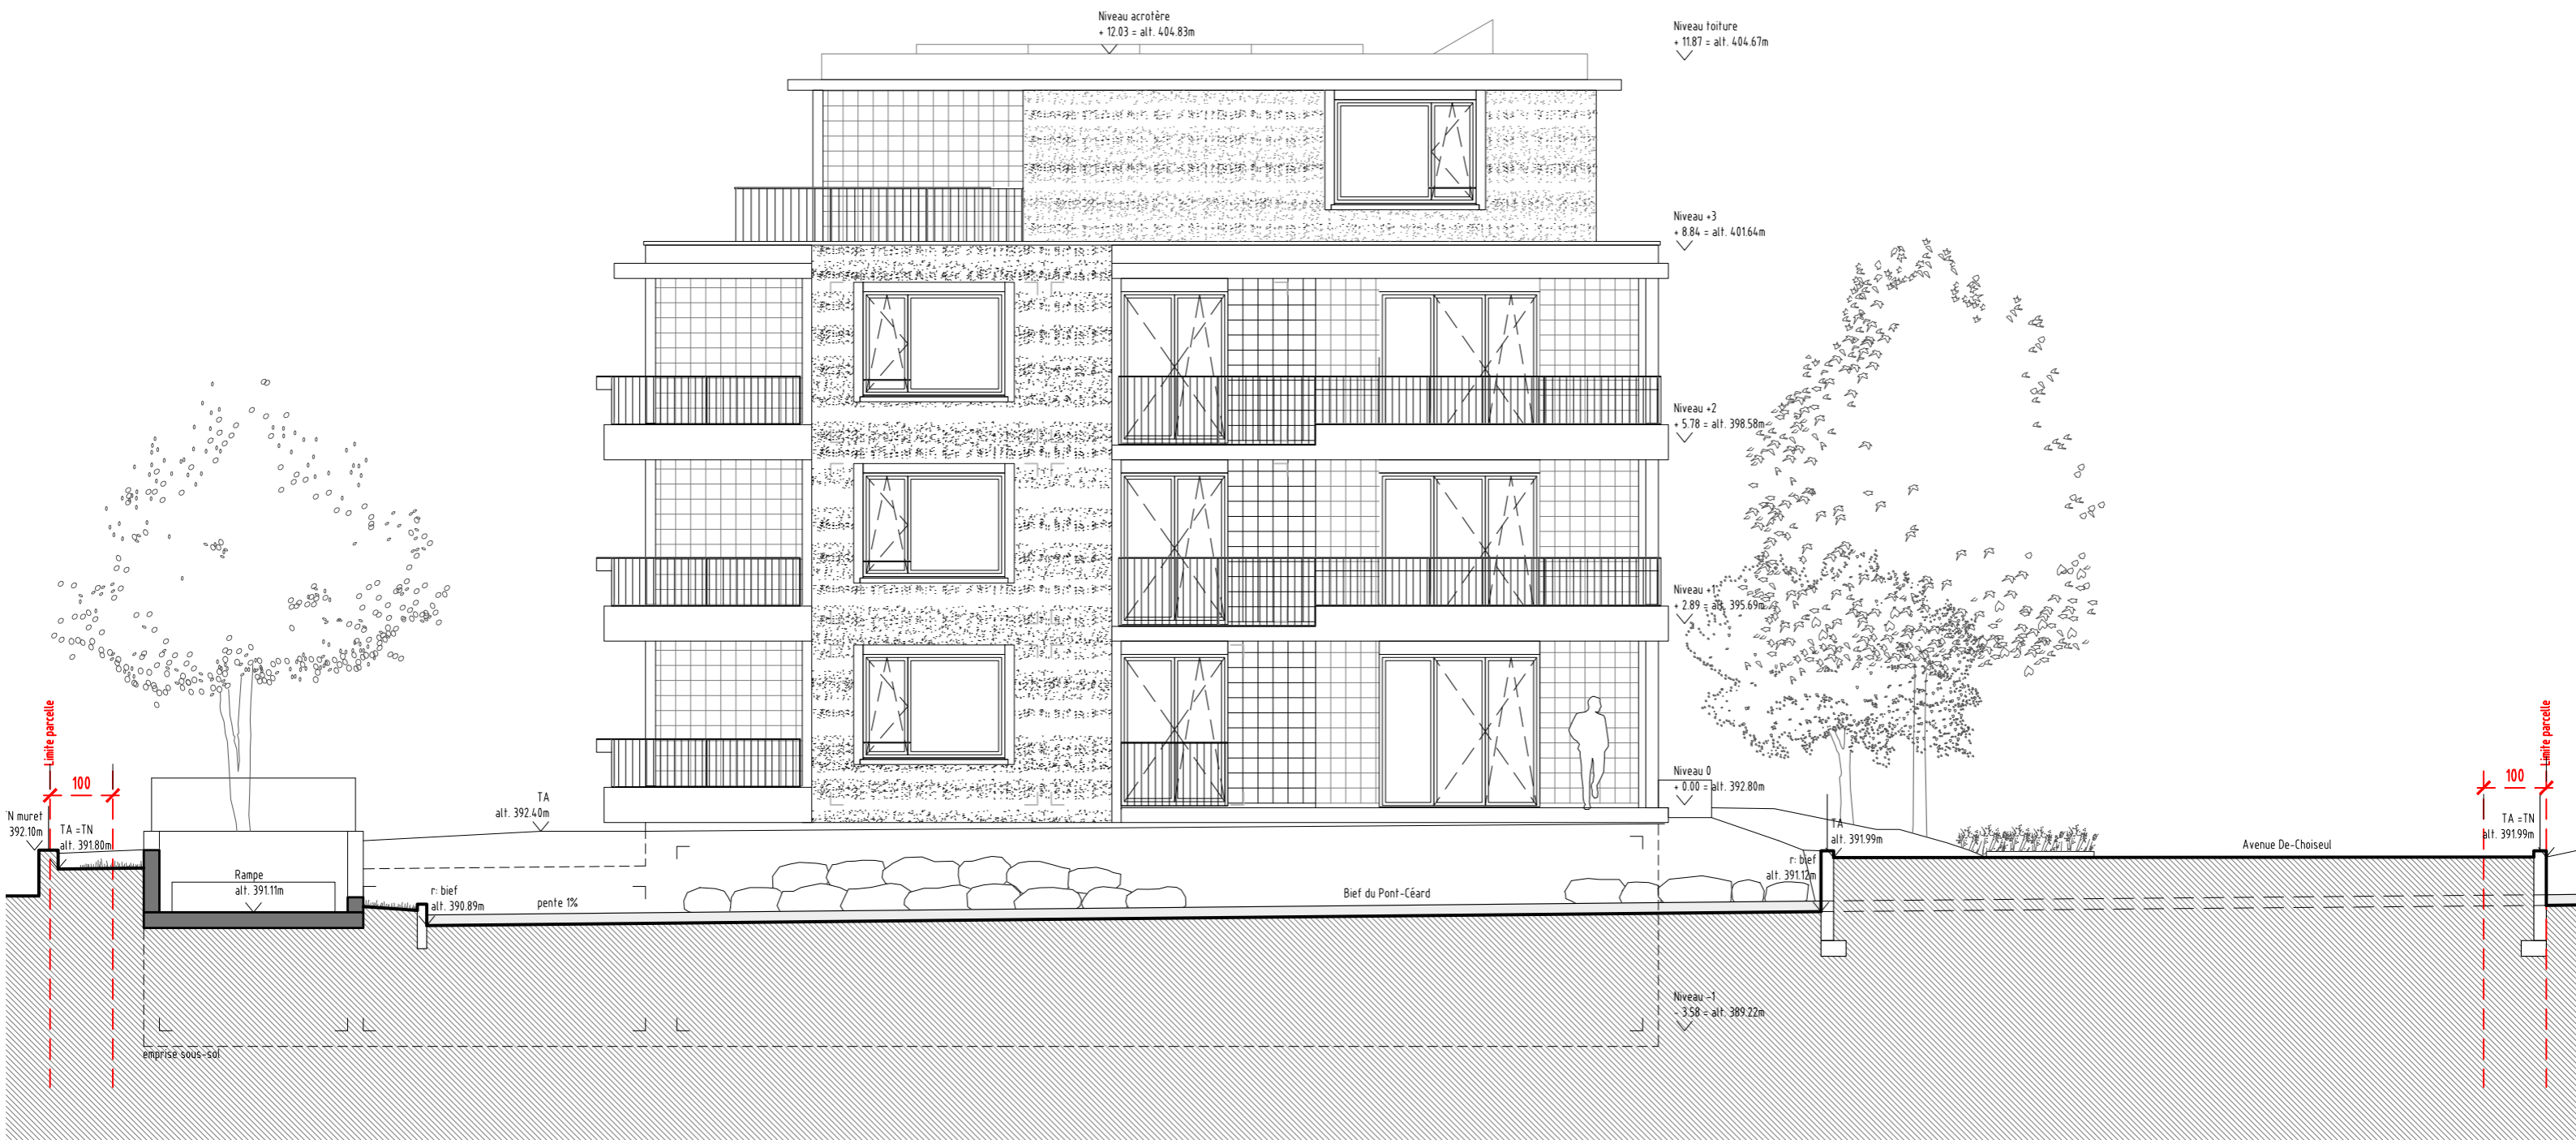 Niveau acrotère
+ 12.03 = alt. 404.83m
Niveau toiture
+ 11.87 = alt. 404.67m
Niveau +3
+ 8.84 = alt. 401.64m
Niveau +2
+ 5.78 = alt. 398.58m
Niveau +1
+ 2.89 = alt. 395.69m
Niveau 0
+ 0.00 = alt. 392.80m
Limite parcelle
100
N muret
392.10m
TA =TN
alt. 391.80m
Rampe
alt. 391.11m
TA
alt. 392.40m
r: bief
alt. 390.89m
pente 1%
Bief du Pont-Céard
r: bief
alt. 391.12m
TA
alt. 391.99m
Avenue De-Choiseul
Limite parcelle
100
TA =TN
alt. 391.99m
Niveau -1
- 3.58 = alt. 389.22m
emprise sous-sol